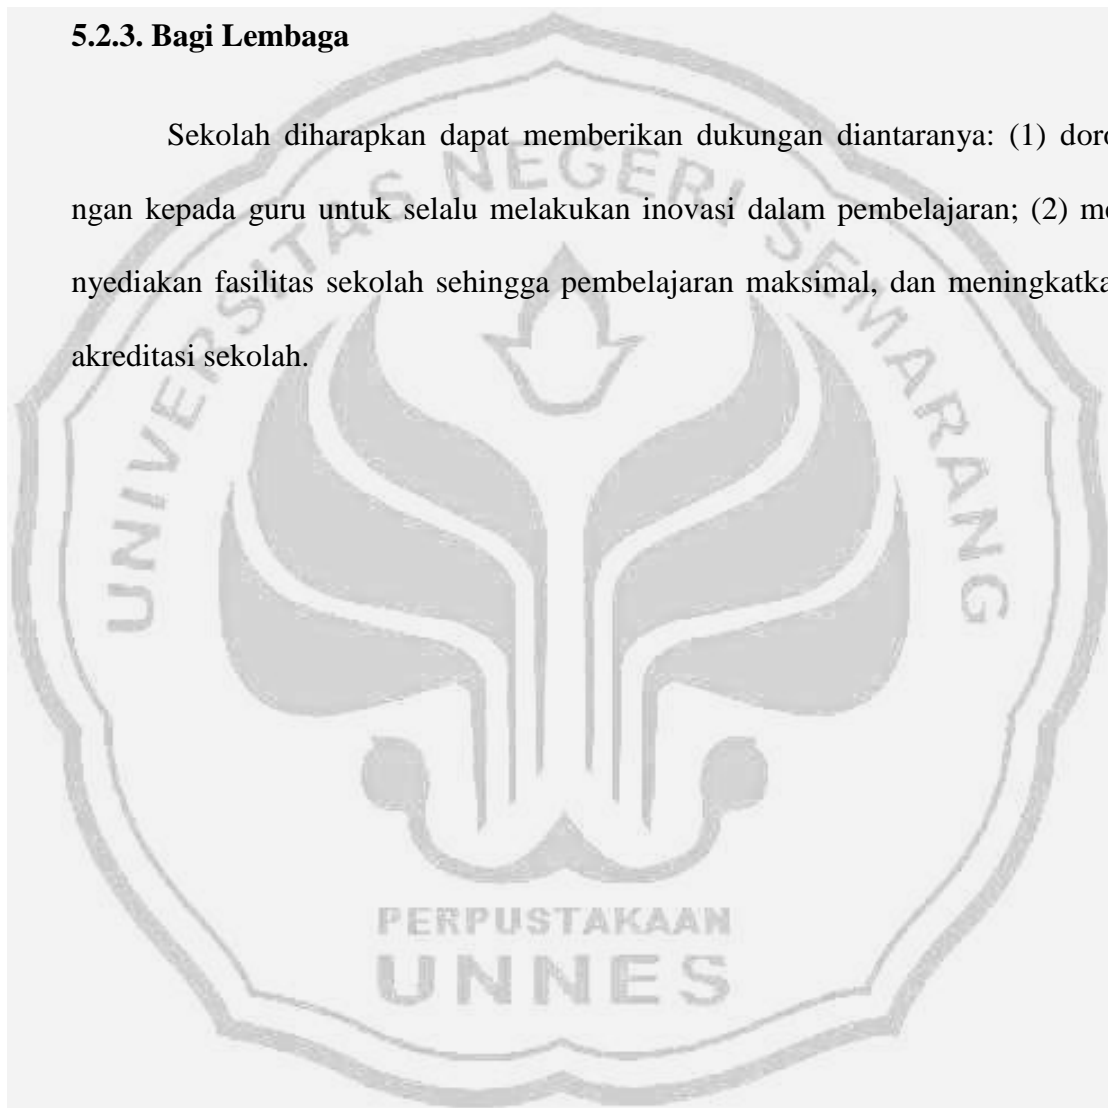 5.2.3. Bagi Lembaga
Sekolah diharapkan dapat memberikan dukungan diantaranya: (1) doro
ngan kepada guru untuk selalu melakukan inovasi dalam pembelajaran; (2) me
nyediakan fasilitas sekolah sehingga pembelajaran maksimal, dan meningkatka
akreditasi sekolah.
UNIVERSITAS NEGERI SEMARANG
PERPUSTAKAAN
UNNES